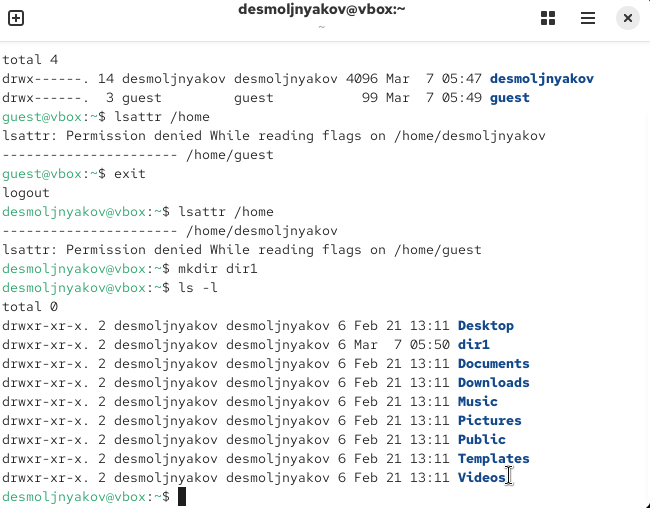 desmoljnyakov@vbox:~
~
total 4
drwx------. 14 desmoljnyakov desmoljnyakov 4096 Mar  7 05:47 desmoljnyakov
drwx------.  3 guest         guest           99 Mar  7 05:49 guest
guest@vbox:~$ lsattr /home
lsattr: Permission denied While reading flags on /home/desmoljnyakov
---------------------- /home/guest
guest@vbox:~$ exit
logout
desmoljnyakov@vbox:~$ lsattr /home
---------------------- /home/desmoljnyakov
lsattr: Permission denied While reading flags on /home/guest
desmoljnyakov@vbox:~$ mkdir dir1
desmoljnyakov@vbox:~$ ls -l
total 0
drwxr-xr-x. 2 desmoljnyakov desmoljnyakov 6 Feb 21 13:11 Desktop
drwxr-xr-x. 2 desmoljnyakov desmoljnyakov 6 Mar  7 05:50 dir1
drwxr-xr-x. 2 desmoljnyakov desmoljnyakov 6 Feb 21 13:11 Documents
drwxr-xr-x. 2 desmoljnyakov desmoljnyakov 6 Feb 21 13:11 Downloads
drwxr-xr-x. 2 desmoljnyakov desmoljnyakov 6 Feb 21 13:11 Music
drwxr-xr-x. 2 desmoljnyakov desmoljnyakov 6 Feb 21 13:11 Pictures
drwxr-xr-x. 2 desmoljnyakov desmoljnyakov 6 Feb 21 13:11 Public
drwxr-xr-x. 2 desmoljnyakov desmoljnyakov 6 Feb 21 13:11 Templates
drwxr-xr-x. 2 desmoljnyakov desmoljnyakov 6 Feb 21 13:11 Videos
desmoljnyakov@vbox:~$